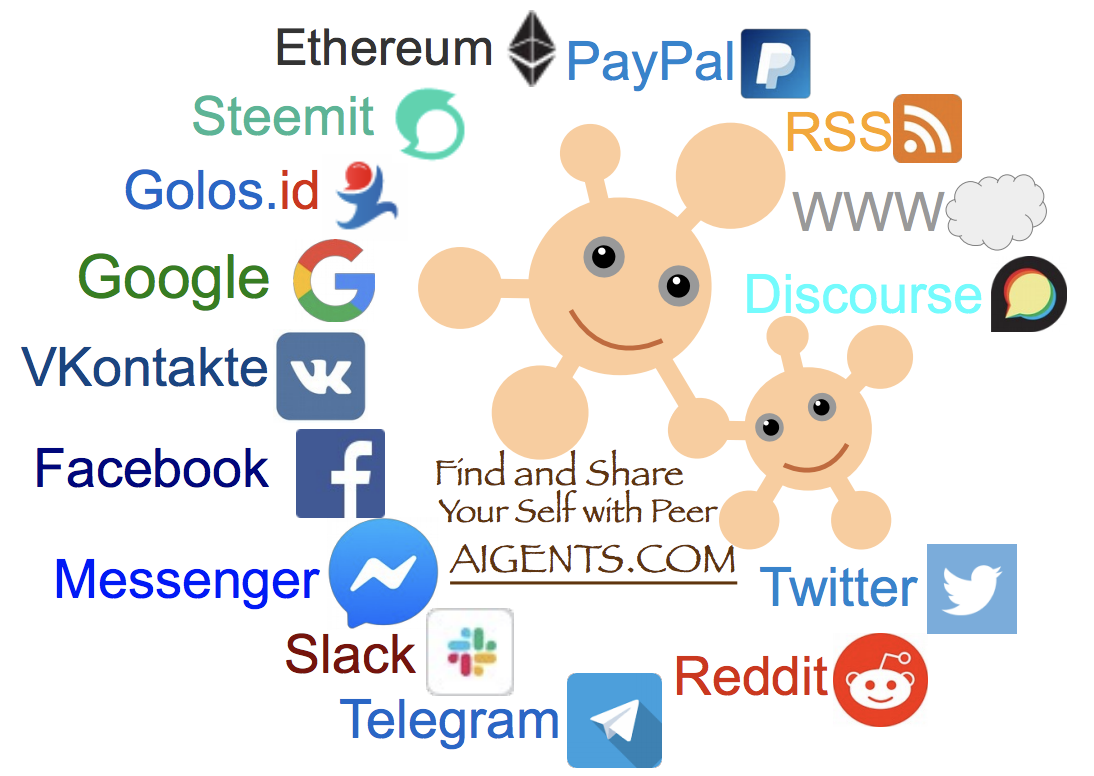 Ethereum
PayPal
Steemit
RSS
Golos.id
WWW
Google
Discourse
VKontakte
Facebook
Find and Share
Your Self with Peer
AIGENTS.COM
Messenger
Twitter
Slack
Reddit
Telegram